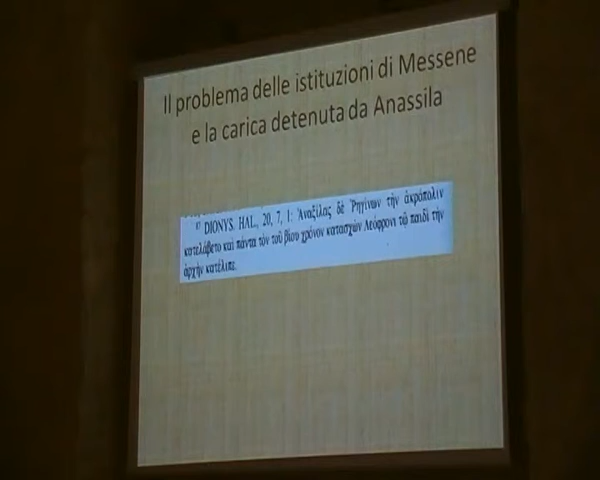 Il problema delle istituzioni di Messene
e la carica detenuta da Anassila
DIONYS. HAL., 20, 7, 1: Ἀναξίλας δὲ Ῥηγίνων τὴν ἀκρόπολιν
κατελάβετο καὶ πάντα τὸν τοῦ βίου χρόνον κατασχὼν Λεόφρονι τῷ παιδὶ τὴν
ἀρχὴν κατέλιπε.